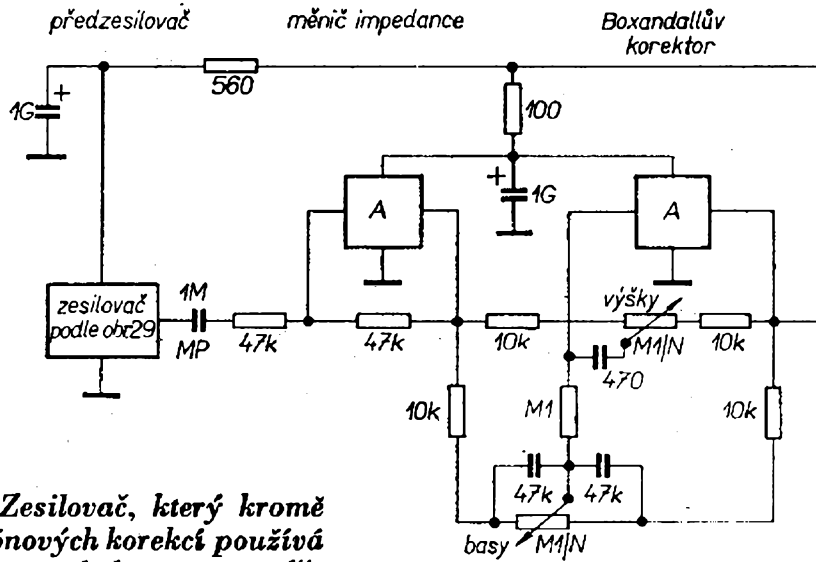 předzesilovač
měnič impedance
Boxandallův
korektor
560
1G
+
100
A
+
1G
A
zesilovač
podle obr29
1M
MP
47k
47k
10k
výšky
M1/N
10k
470
10k
M1
10k
47k
47k
basy
M1/N
Zesilovač, který kromě
ónových korekcí používá